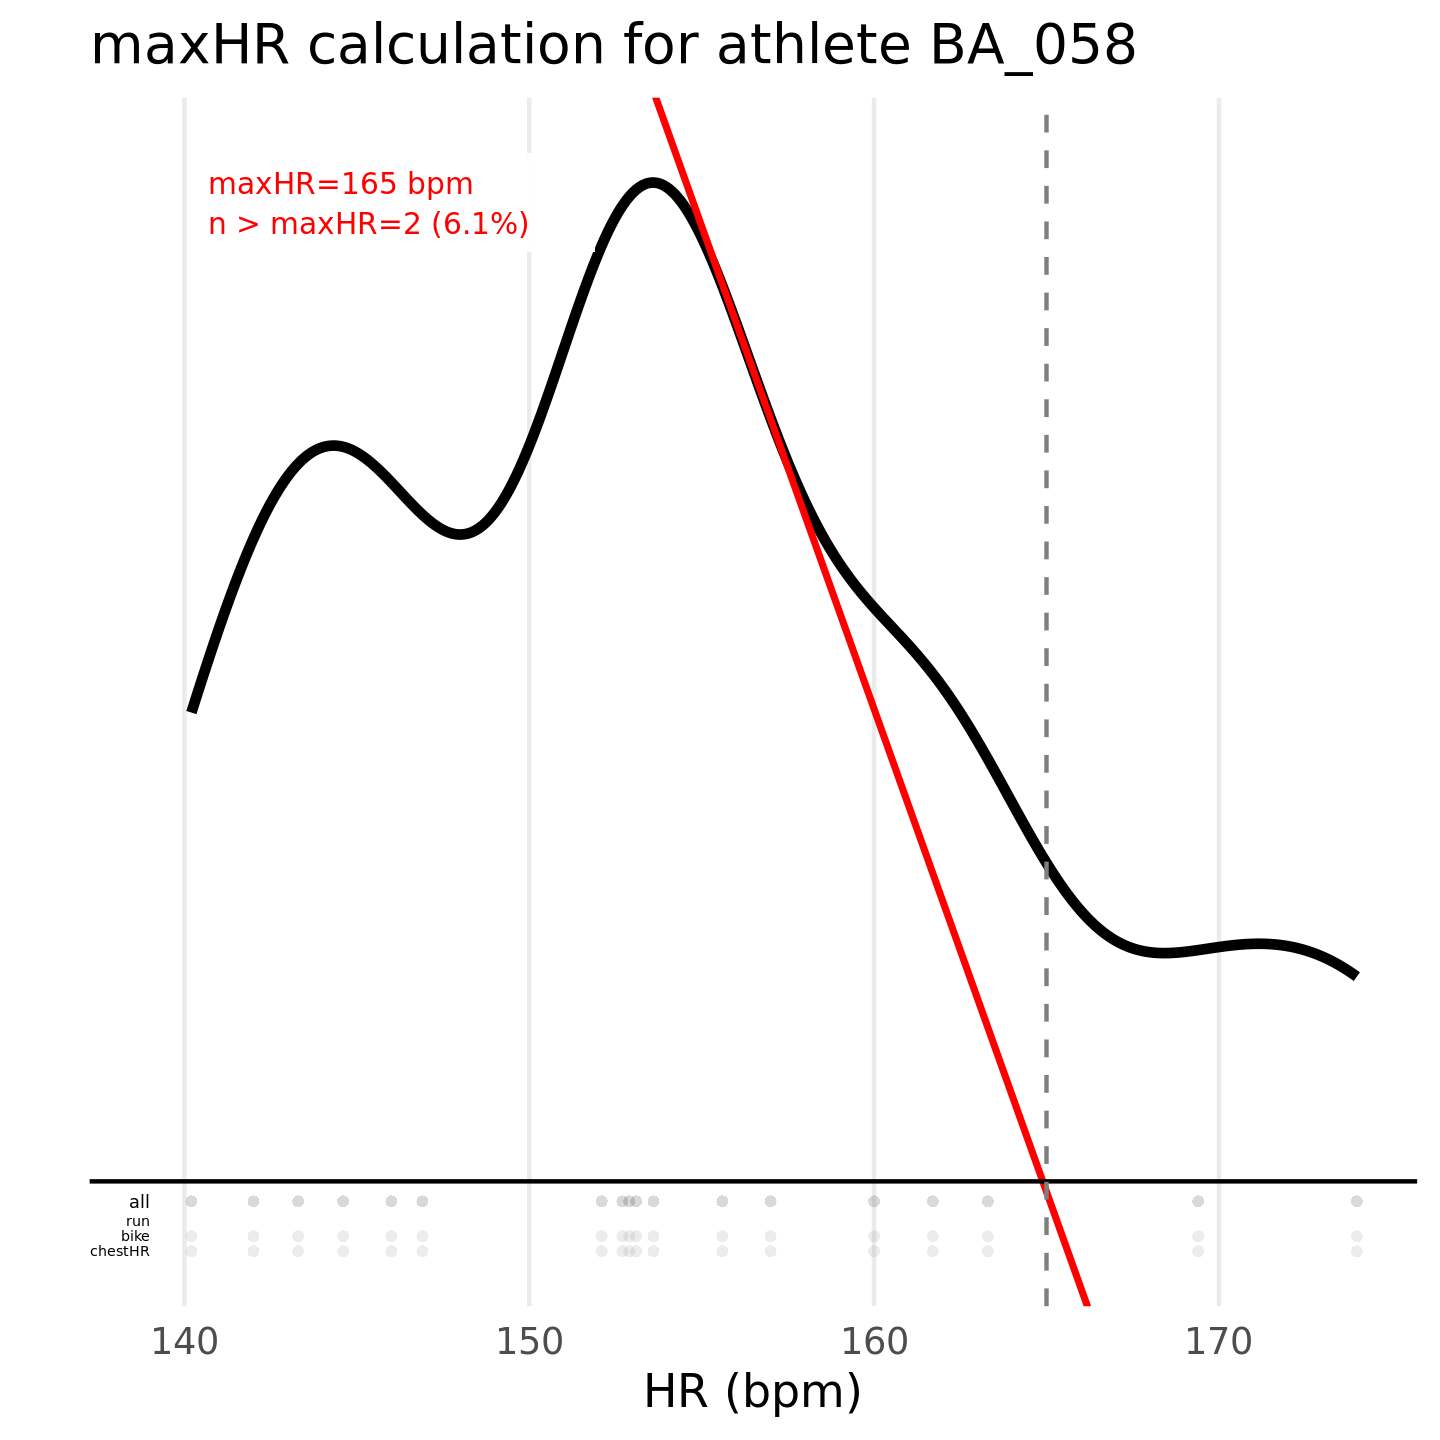 maxHR calculation for athlete BA_058
maxHR=165 bpm
n > maxHR=2 (6.1%)
all
run
bike
chestHR
140 150 160 170
HR (bpm)